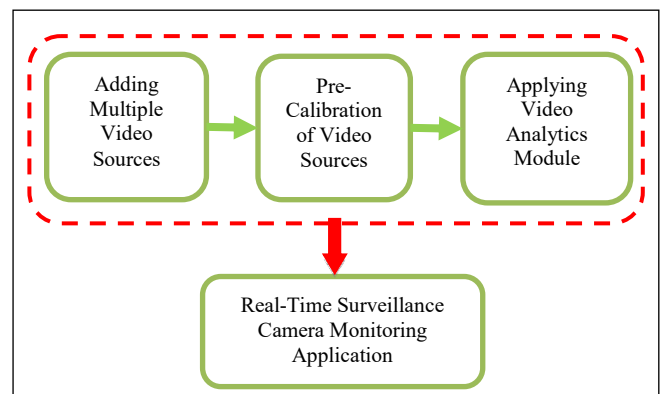 Adding
Multiple
Video
Sources
Pre-
Calibration
of Video
Sources
Applying
Video
Analytics
Module
Real-Time Surveillance
Camera Monitoring
Application